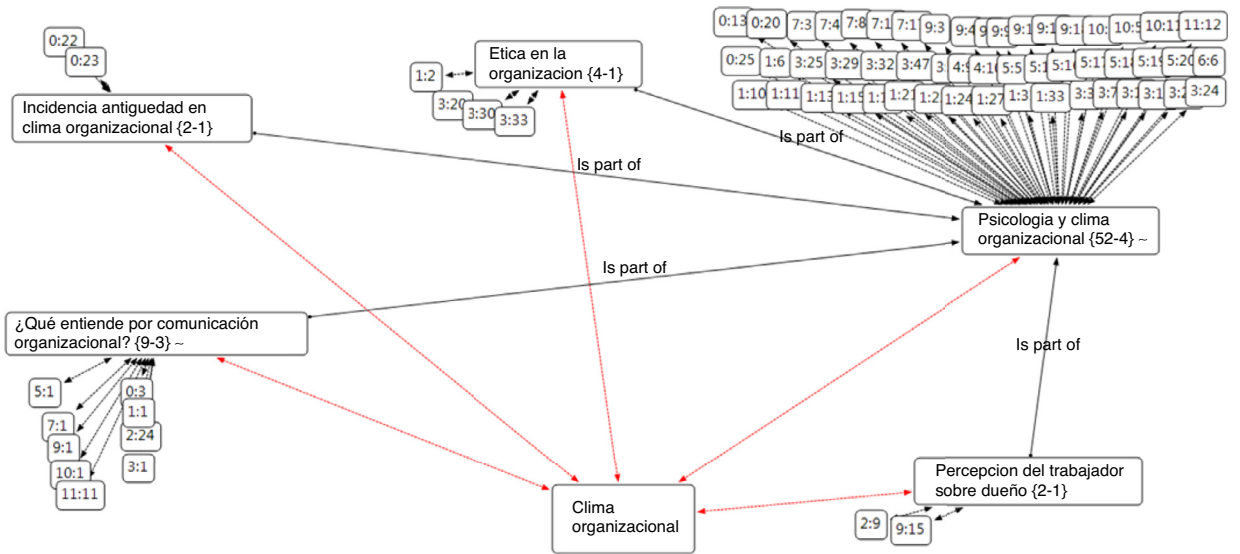 0:13 0:20 7:3 7:8 9:3 11:12
0:22
0:23
Etica en la
organizacion {4-1}
1:2
3:20
3:30
3:33
0:25 1:6 3:25 3:29 3:32 3:47 5:20 6:6
1:10 1:11 1:13 1:24 1:27 1:33 3:24
Incidencia antiguedad en
clima organizacional {2-1}
Is part of
Is part of
Psicologia y clima
organizacional {52-4} ~
Is part of
¿Qué entiende por comunicación
organizacional? {9-3} ~
Is part of
5:1
0:3
1:1
7:1
2:24
9:1
3:1
10:1
11:11
Clima
organizacional
Percepcion del trabajador
sobre dueño {2-1}
2:9
9:15